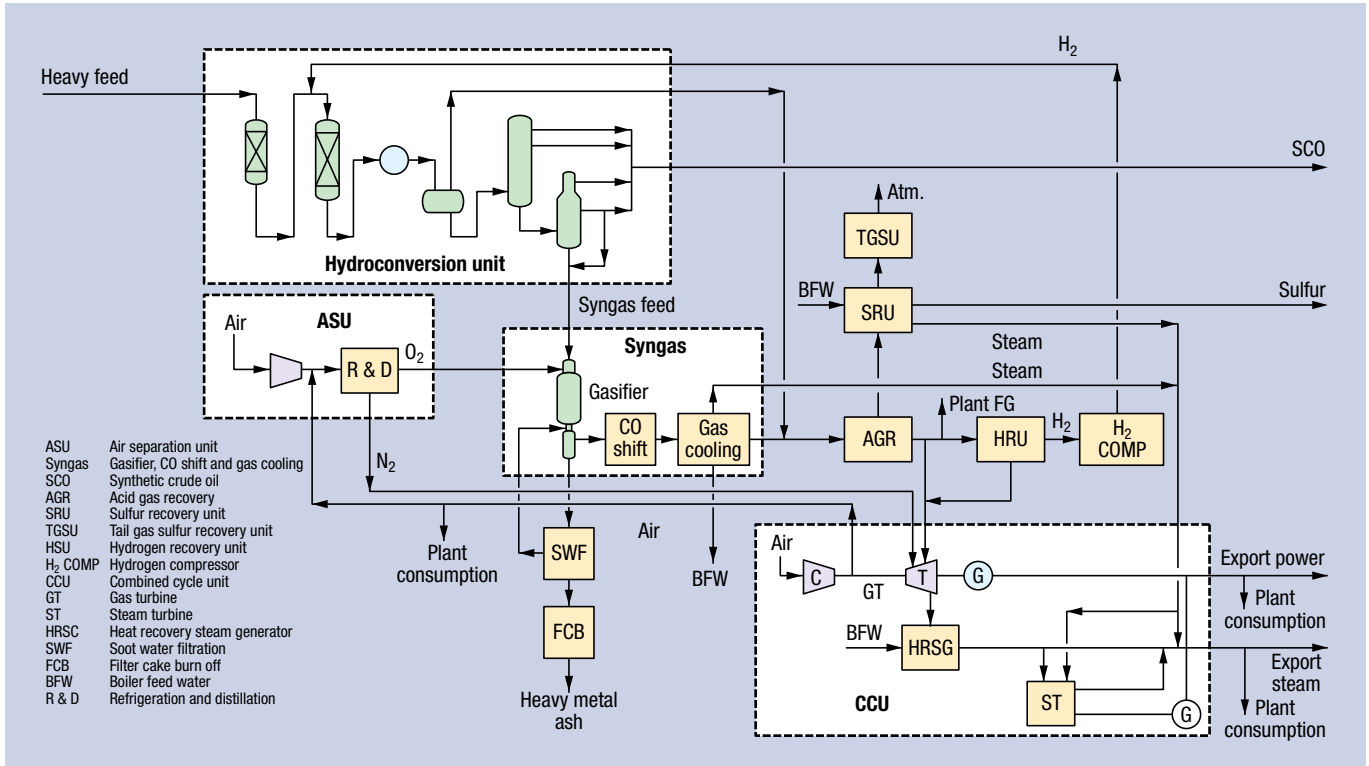 H2
Heavy feed
SCO
Atm.
TGSU
Hydroconversion unit
BFW
SRU
Sulfur
Syngas feed
ASU
Air
Syngas
Steam
R & D
O2
Steam
Gasifier
Plant FG
CO
shift
Gas
cooling
AGR
HRU
H2
H2
COMP
N2
ASU Air separation unit
Syngas Gasifier, CO shift and gas cooling
SCO Synthetic crude oil
AGR Acid gas recovery
SRU Sulfur recovery unit
TGSU Tail gas sulfur recovery unit
HSU Hydrogen recovery unit
H2 COMP Hydrogen compressor
CCU Combined cycle unit
GT Gas turbine
ST Steam turbine
HRSC Heat recovery steam generator
SWF Soot water filtration
FCB Filter cake burn off
BFW Boiler feed water
R & D Refrigeration and distillation
Plant
consumption
SWF
Air
BFW
Air
C
GT
T
G
Export power
Plant
consumption
FCB
BFW
HRSG
Export
steam
Heavy metal
ash
CCU
ST
G
Plant
consumption